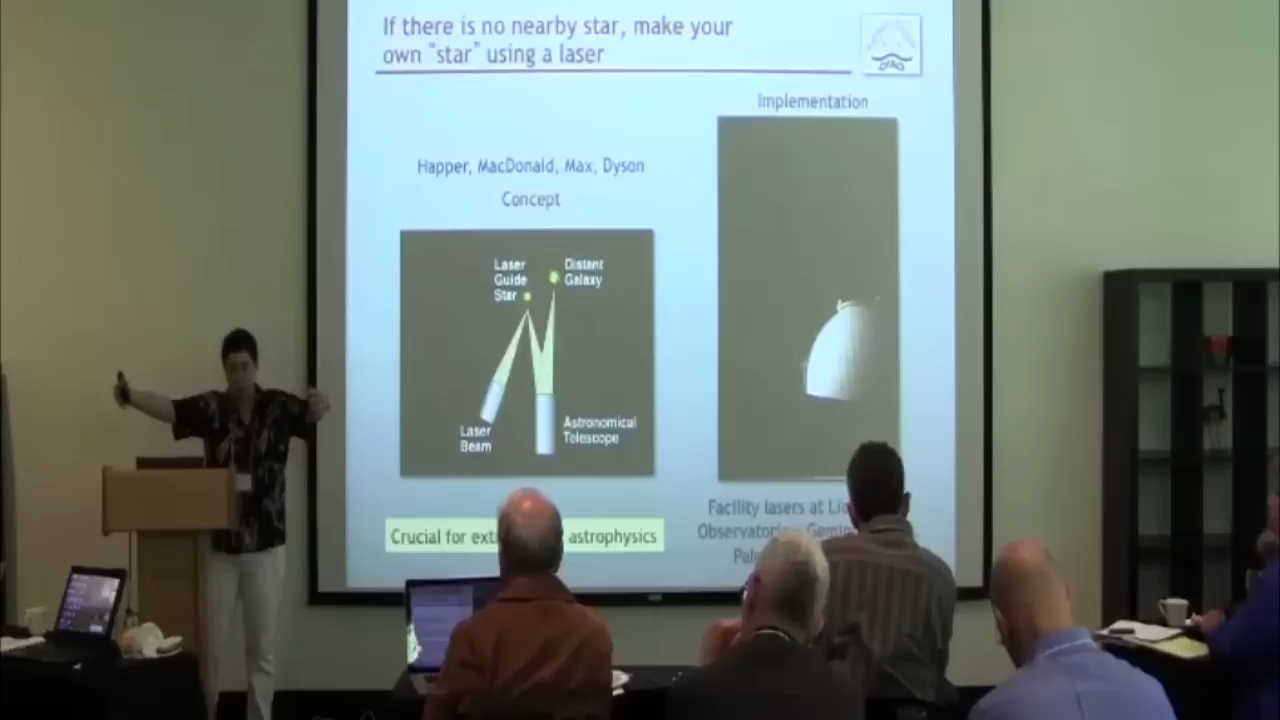 If there is no nearby star, make your
own "star" using a laser
CfAO
Implementation
Happer, MacDonald, Max, Dyson
Concept
Laser
Guide
Star
Distant
Galaxy
Laser
Beam
Astronomical
Telescope
Facility lasers at
Crucial for astrophysics